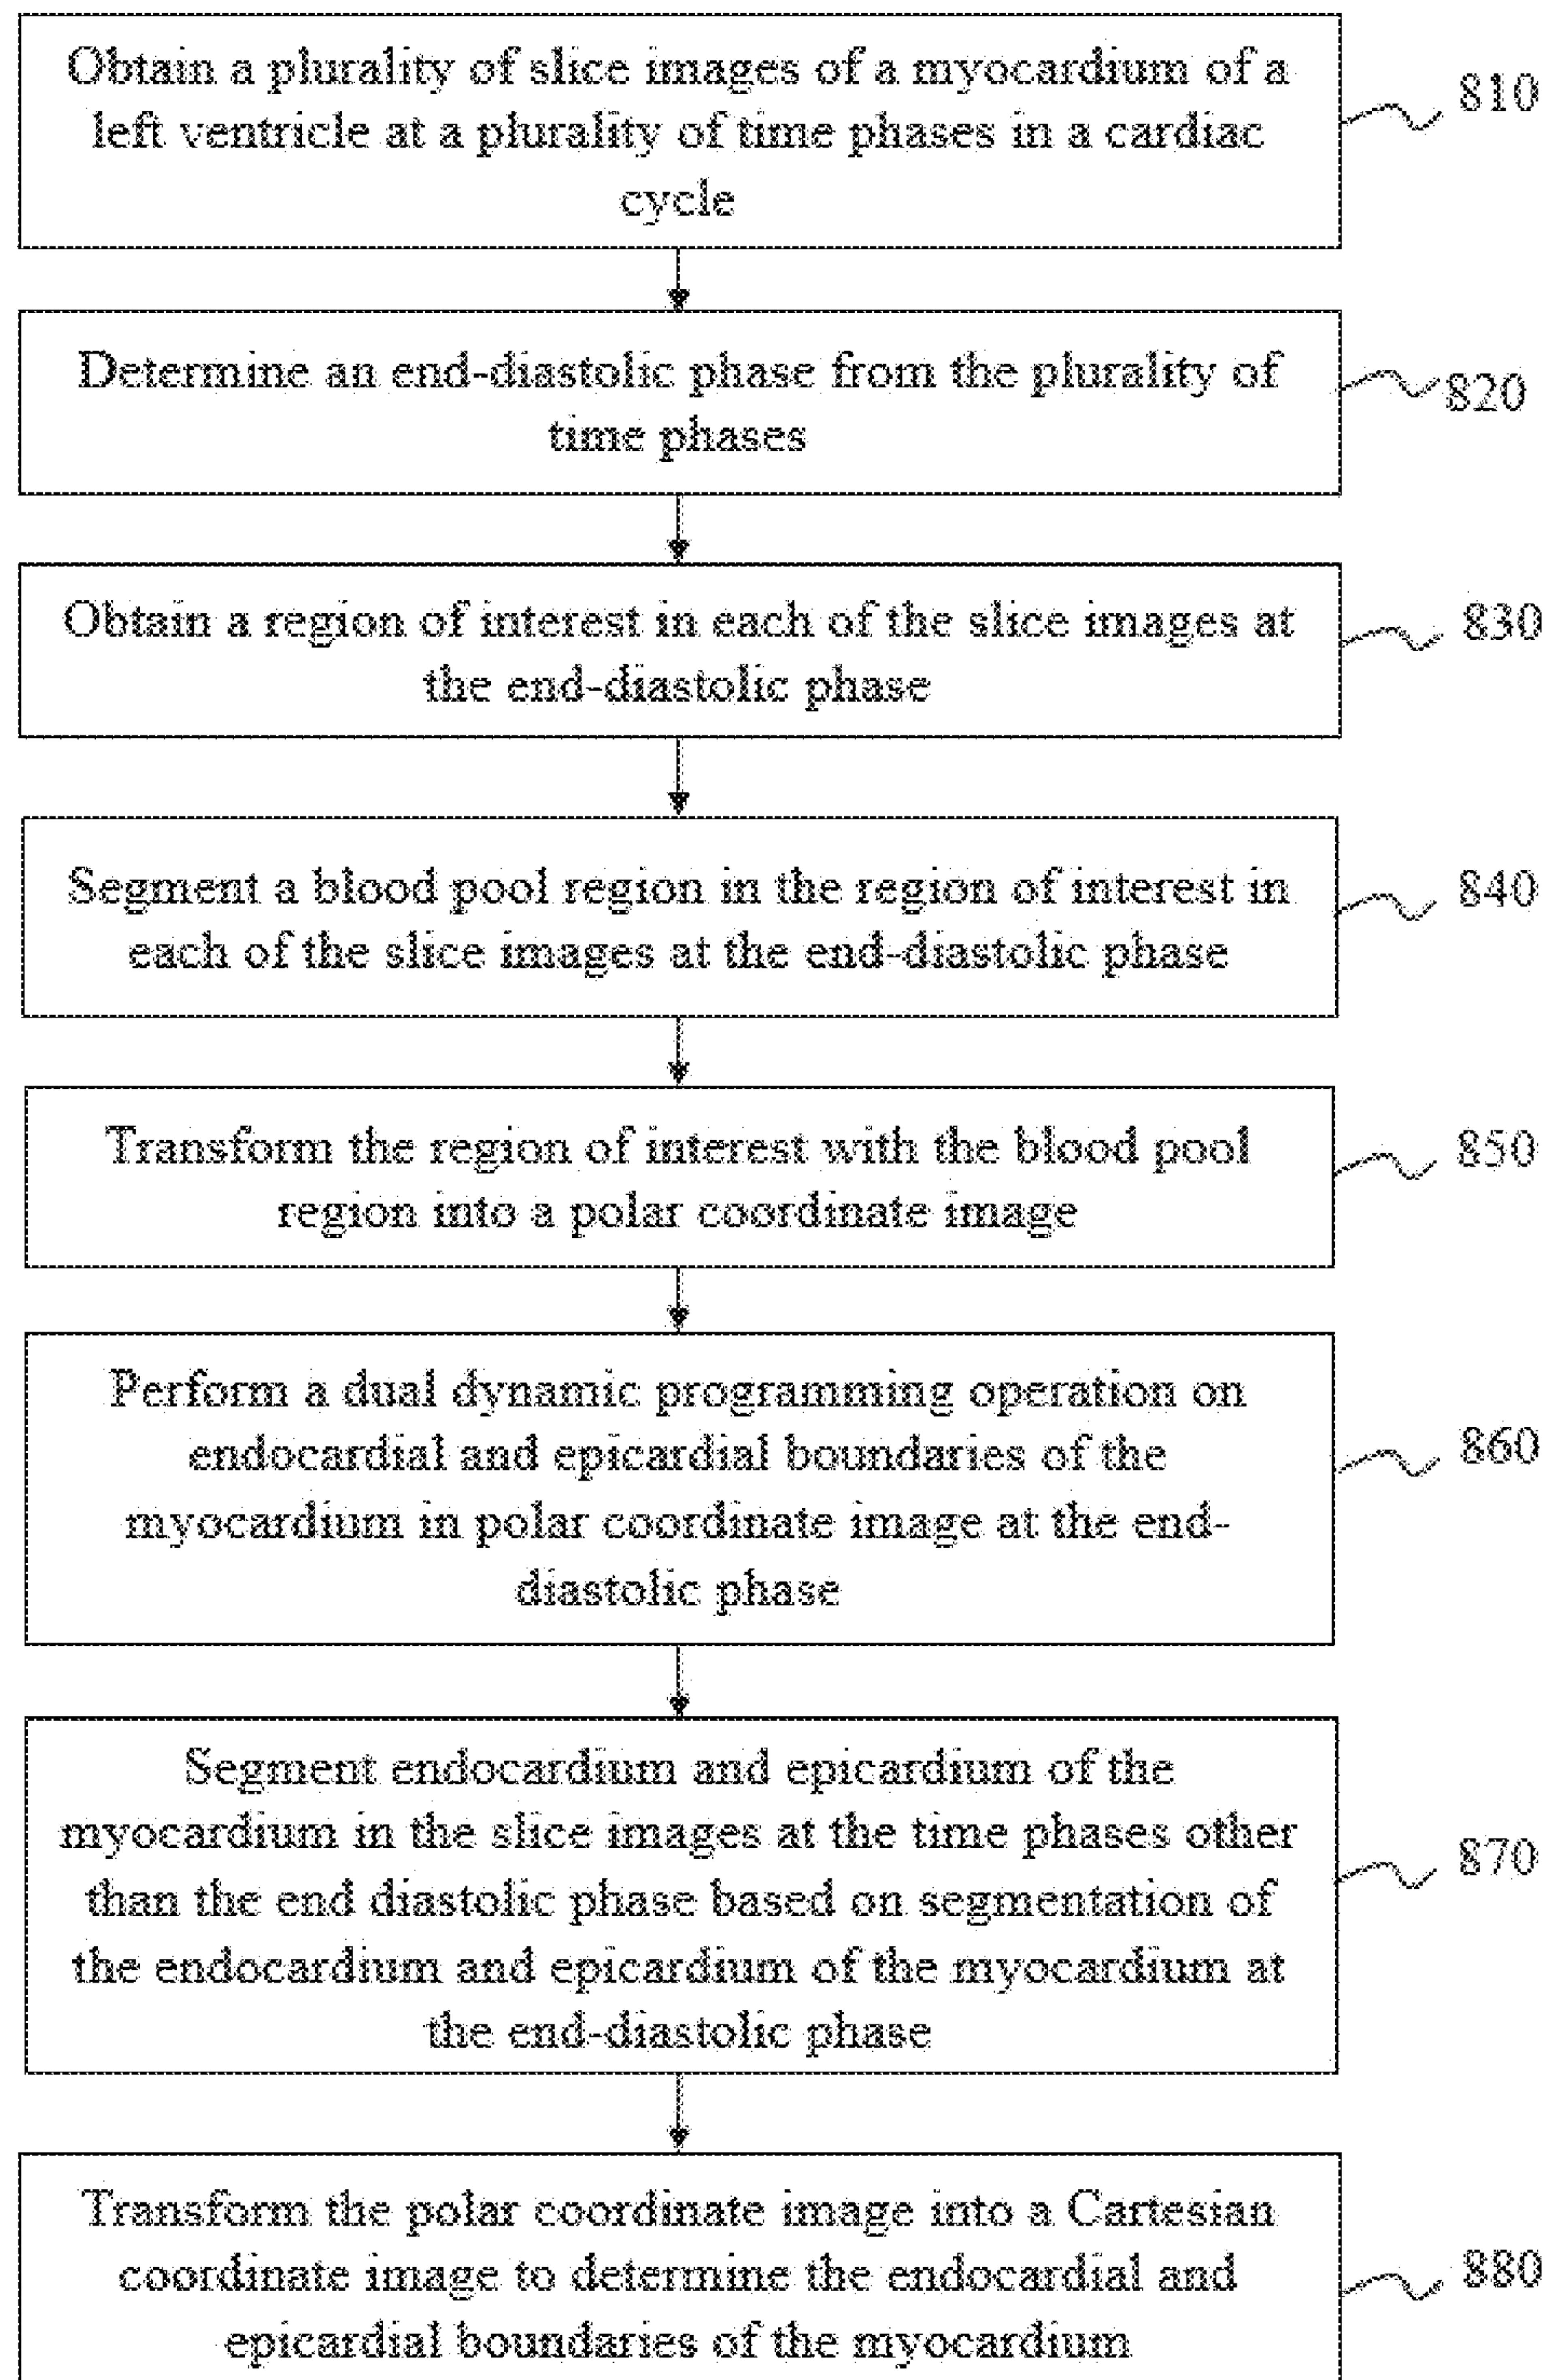 Obtain a plurality of slice images of a myocardium of a
left ventricle at a plurality of time phases in a cardiac
cycle
810
Determine an end-diastolic phase from the plurality of
time phases
820
Obtain a region of interest in each of the slice images at
the end-diastolic phase
830
Segment a blood pool region in the region of interest in
each of the slice images at the end-diastolic phase
840
Transform the region of interest with the blood pool
region into a polar coordinate image
850
Perform a dual dynamic programming operation on
endocardial and epicardial boundaries of the
myocardium in polar coordinate image at the end-
diastolic phase
860
Segment endocardium and epicardium of the
myocardium in the slice images at the time phases other
than the end diastolic phase based on segmentation of
the endocardium and epicardium of the myocardium at
the end-diastolic phase
870
Transform the polar coordinate image into a Cartesian
coordinate image to determine the endocardial and
epicardial boundaries of the myocardium
880